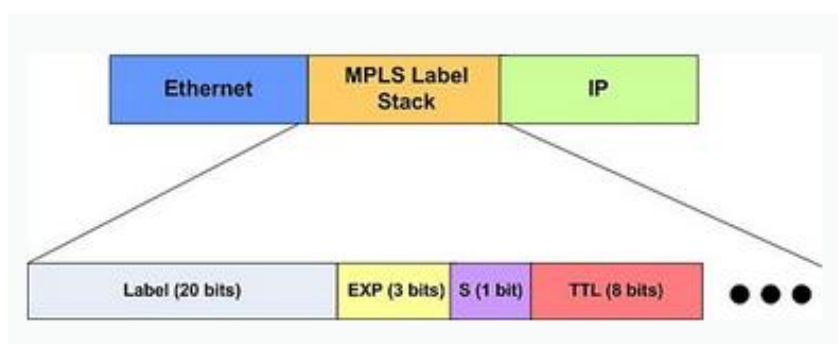 Ethernet
MPLS Label
Stack
IP
Label (20 bits)
EXP (3 bits)
S (1 bit)
TTL (8 bits)